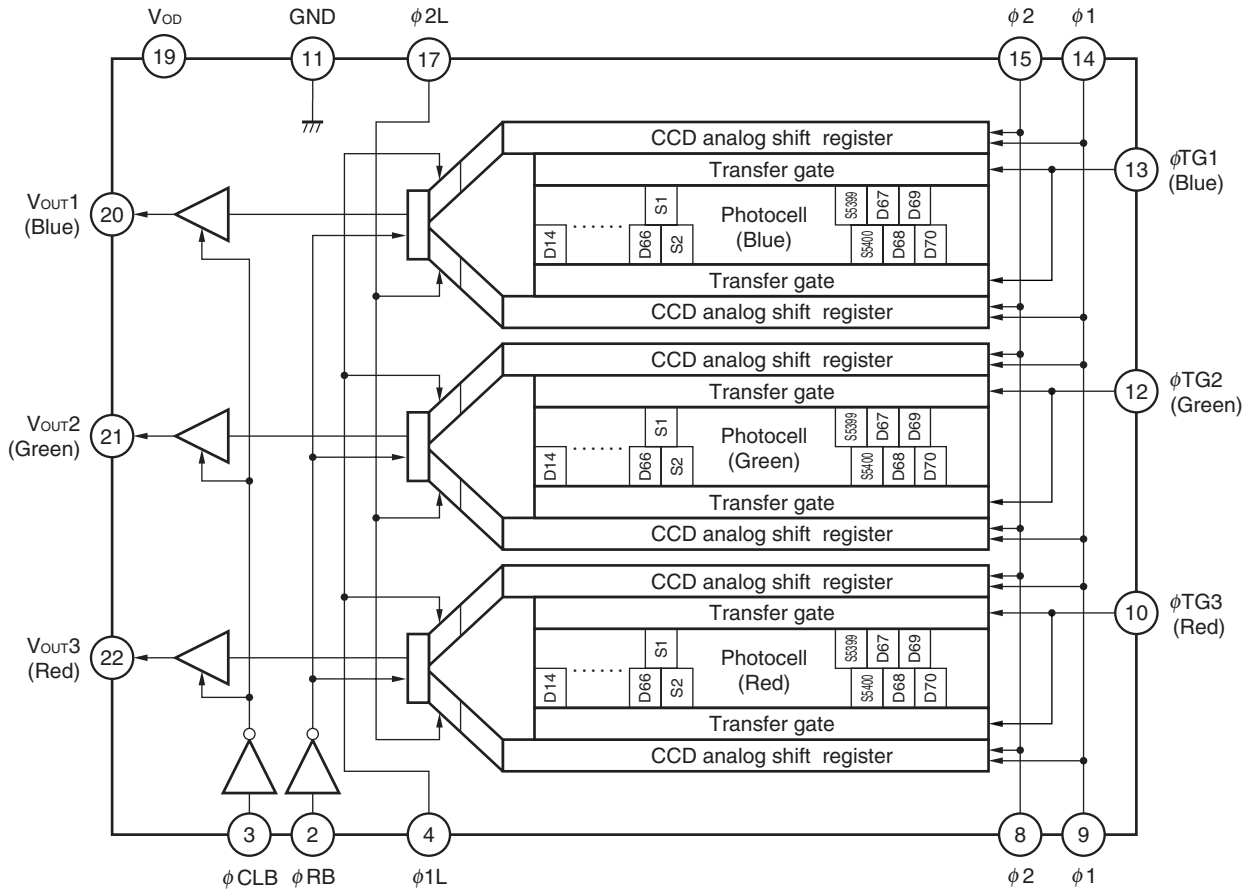 VOD
GND
ϕ2L
ϕ2
ϕ1
19
11
17
15
14
CCD analog shift register
Transfer gate
13
ϕTG1
(Blue)
VOUT1
(Blue)
20
S1
Photocell
(Blue)
S5399
D67
D69
D14
......
D66
S2
S5400
D68
D70
Transfer gate
CCD analog shift register
CCD analog shift register
Transfer gate
12
ϕTG2
(Green)
VOUT2
(Green)
21
S1
Photocell
(Green)
S5399
D67
D69
D14
......
D66
S2
S5400
D68
D70
Transfer gate
CCD analog shift register
CCD analog shift register
Transfer gate
10
ϕTG3
(Red)
VOUT3
(Red)
22
S1
Photocell
(Red)
S5399
D67
D69
D14
......
D66
S2
S5400
D68
D70
Transfer gate
CCD analog shift register
3
2
4
8
9
ϕCLB
ϕRB
ϕ1L
ϕ2
ϕ1